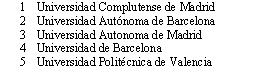 1 Universidad Complutense de Madrid
2 Universidad Autónoma de Barcelona
3 Universidad Autonoma de Madrid
4 Universidad de Barcelona
5 Universidad Politécnica de Valencia